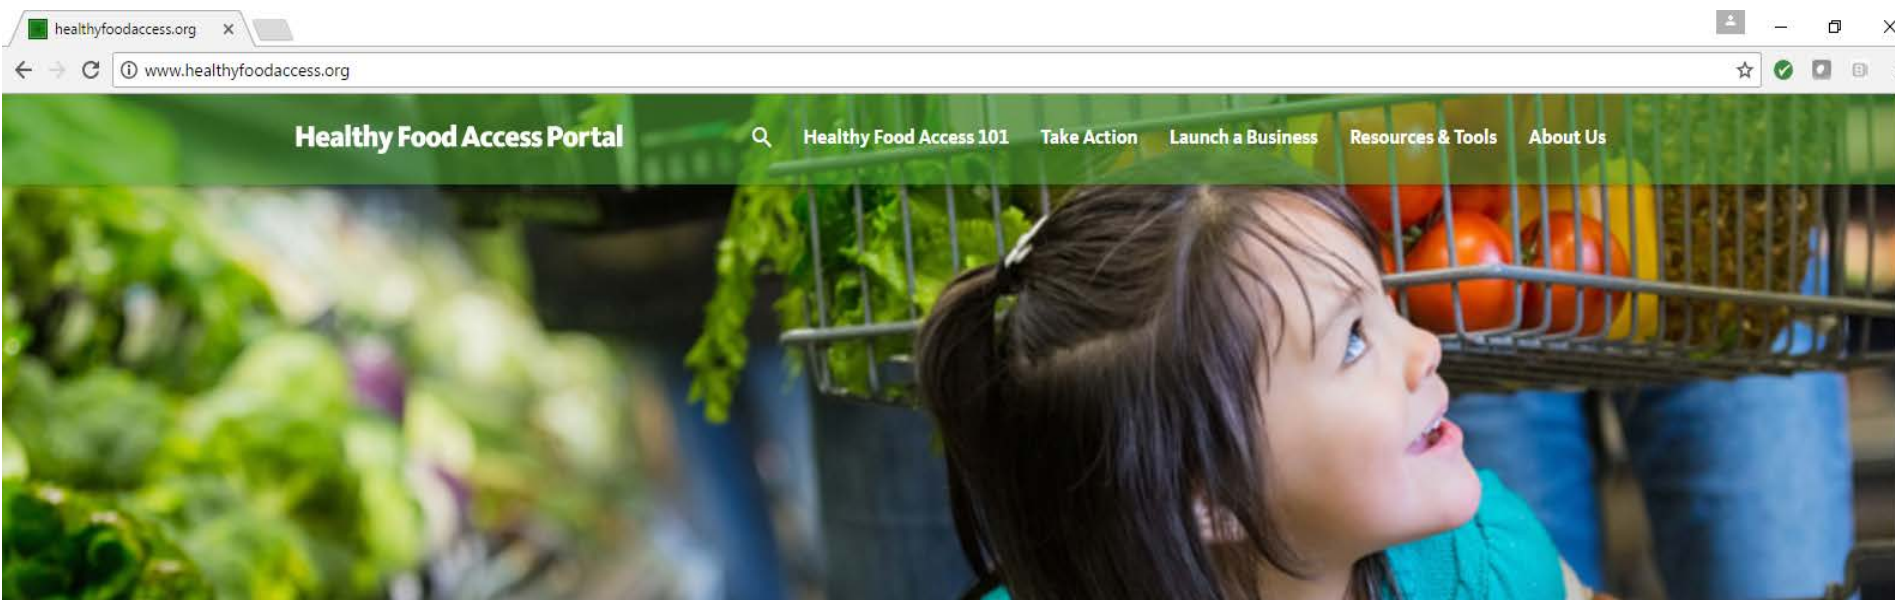 healthyfoodaccess.org
www.healthyfoodaccess.org
Healthy Food Access Portal
Healthy Food Access 101
Take Action
Launch a Business
Resources & Tools
About Us